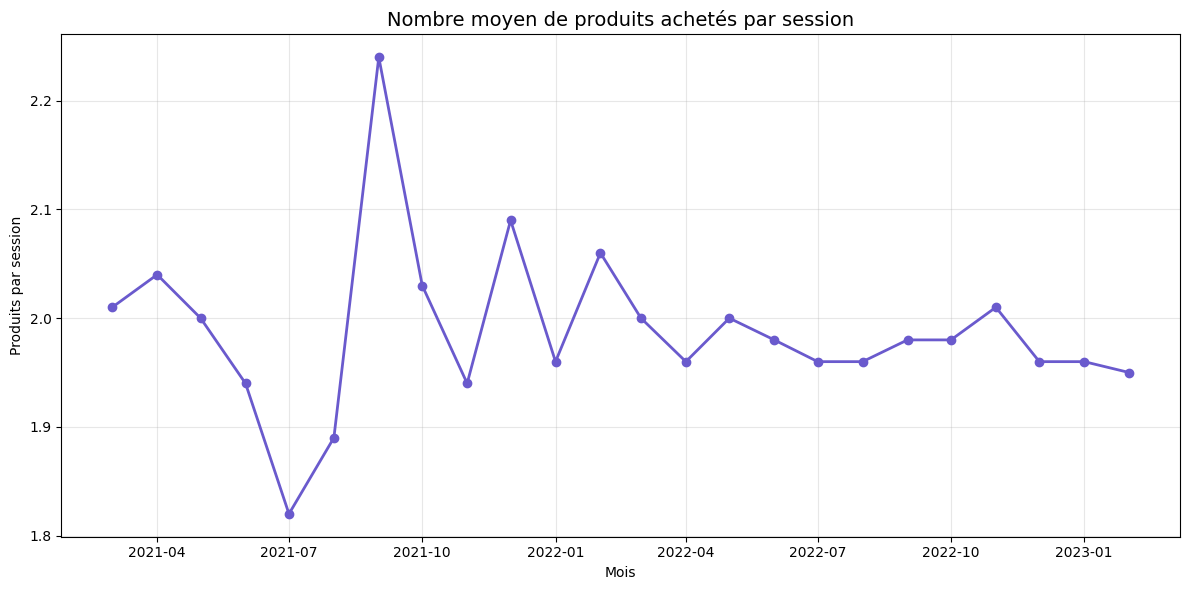 Nombre moyen de produits achetés par session
Produits par session
2.2
2.1
2.0
1.9
1.8
2021-04 2021-07 2021-10 2022-01 2022-04 2022-07 2022-10 2023-01
Mois